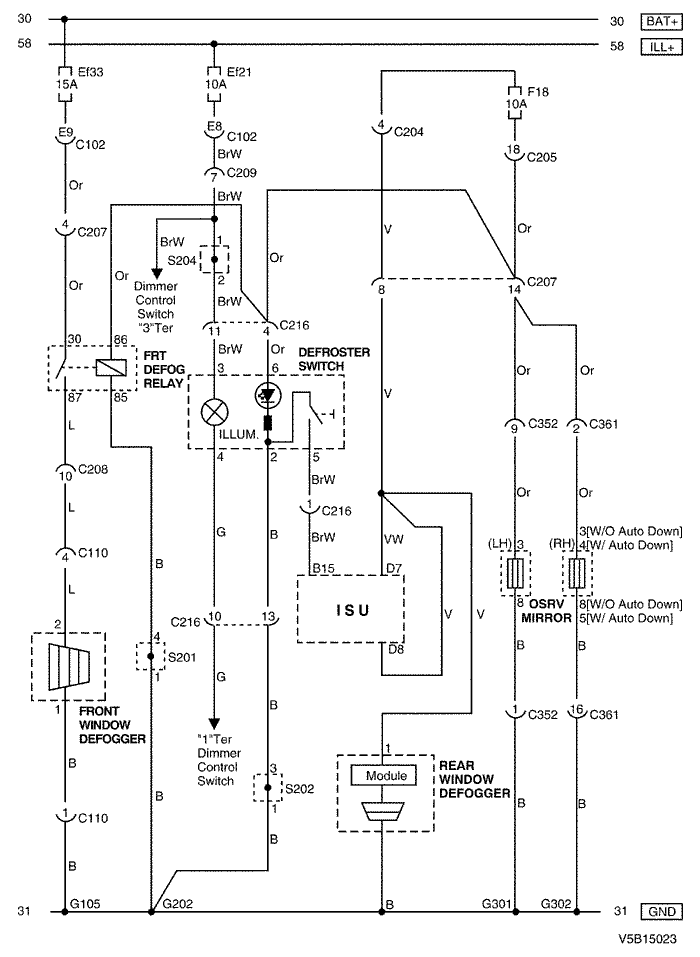 30 30 BAT+
58 58 ILL+
Ef33
15A
Ef21
10A
F18
10A
E9
C102
E8
C102
4
C204
18
C205
BrW
7
C209
Or
BrW
4
C207
BrW
1
S204
2
Or
V
Or
Dimmer
Control
Switch
"3"Ter
Or
Or
BrW
8
14
C207
11
4
C216
30
86
FRT
DEFOG
RELAY
BrW
Or
DEFROSTER
SWITCH
3
6
87
85
ILLUM.
4
2
5
V
Or
Or
L
10
C208
BrW
1
C216
BrW
9
C352
2
C361
L
G
B
Or
Or
4
C110
VW
(LH)
3
(RH)
3[W/O Auto Down]
4[W/ Auto Down]
L
B
B15
D7
ISU
D8
8
OSRV
MIRROR
8[W/O Auto Down]
5[W/ Auto Down]
2
C216
10
13
V
V
4
S201
1
G
B
B
B
1
FRONT
WINDOW
DEFOGGER
"1"Ter
Dimmer
Control
Switch
1
C352
16
C361
B
3
S202
1
1
Module
REAR
WINDOW
DEFOGGER
B
B
B
1
C110
B
B
31
G105
G202
B
G301
G302
31 GND
V5B15023